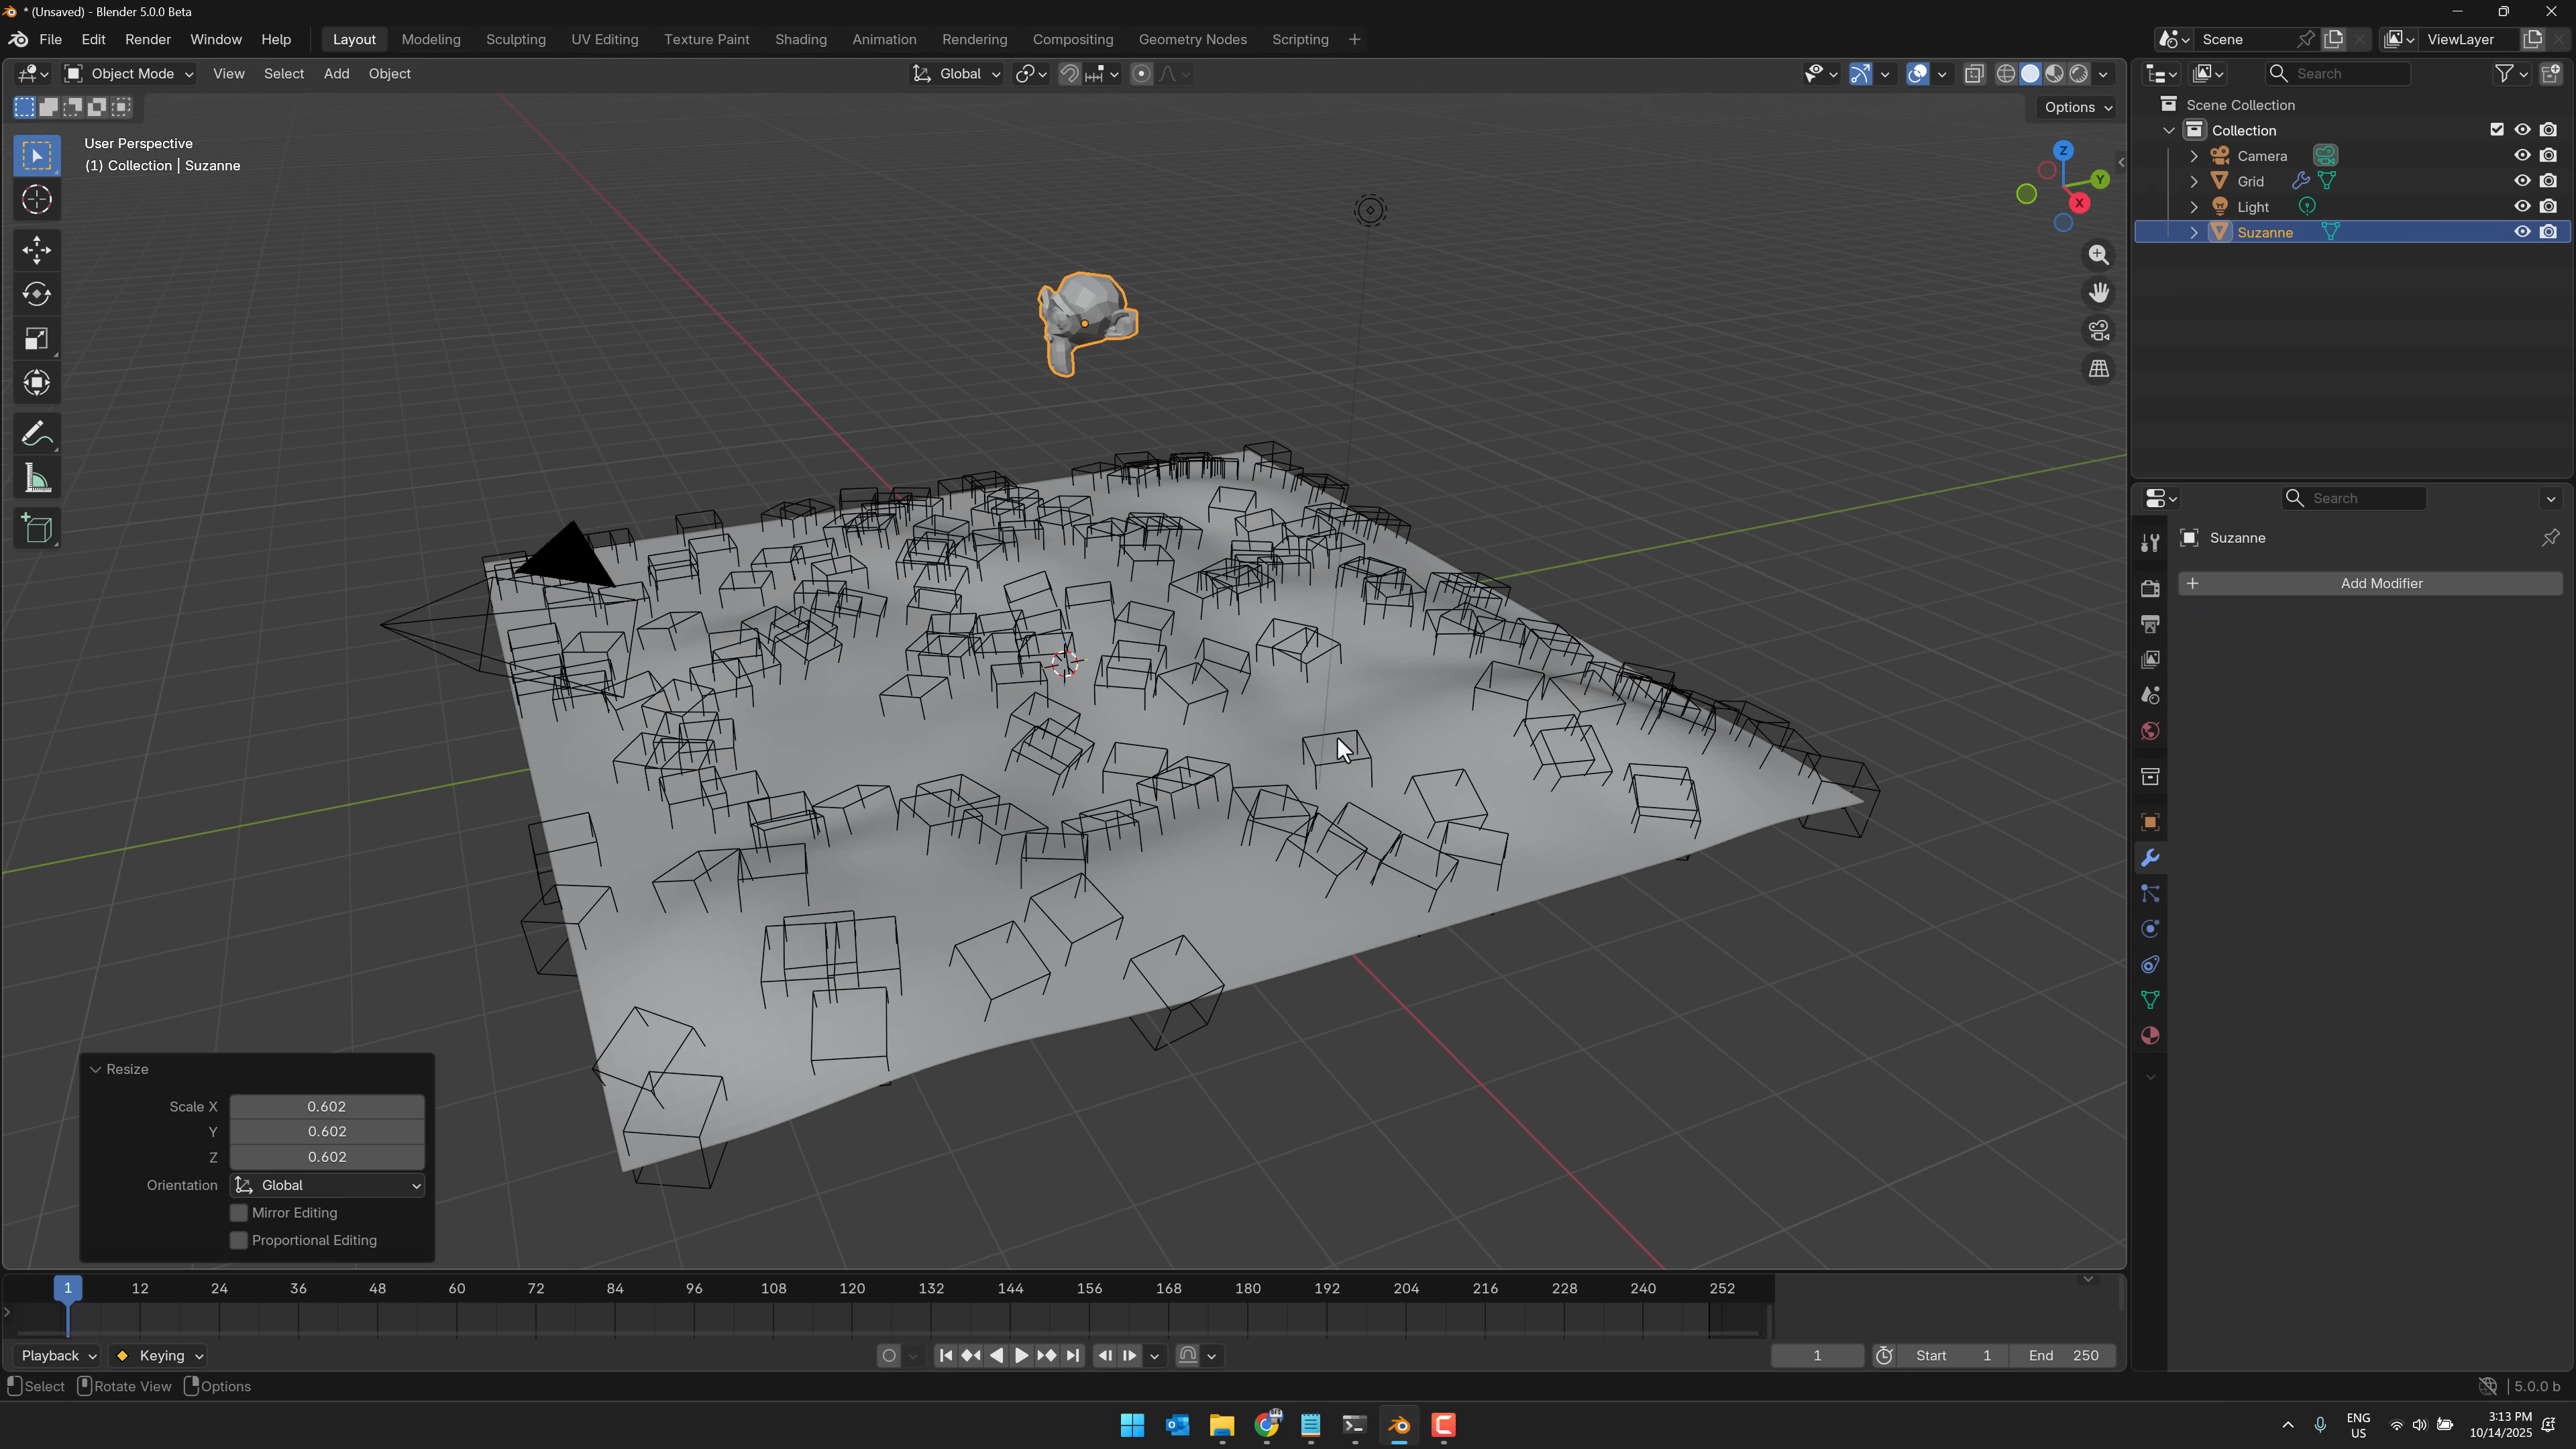 * (Unsaved) - Blender 5.0.0 Beta
File Edit Render Window Help Layout Modeling Sculpting UV Editing Texture Paint Shading Animation Rendering Compositing Geometry Nodes Scripting + Scene ViewLayer
Object Mode View Select Add Object Global Search
Options
User Perspective
(1) Collection | Suzanne
Z
Y
X
Scene Collection
Collection
Camera
Grid
Light
Suzanne
Search
Suzanne
+ Add Modifier
Resize
Scale X 0.602
Y 0.602
Z 0.602
Orientation Global
Mirror Editing
Proportional Editing
1 12 24 36 48 60 72 84 96 108 120 132 144 156 168 180 192 204 216 228 240 252
Playback Keying 1 Start 1 End 250
Select Rotate View Options 5.0.0 b
ENG
US
3:13 PM
10/14/2025